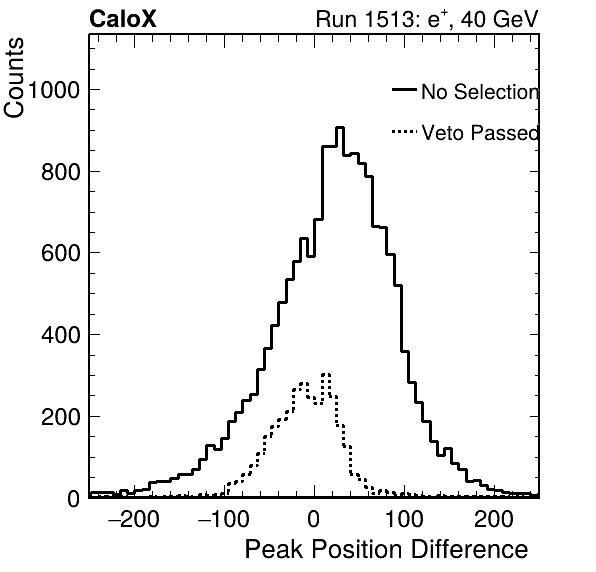 CaloX Run 1513: e⁺, 40 GeV
Counts
1000
800
600
400
200
0
No Selection
Veto Passed
−200 −100 0 100 200
Peak Position Difference